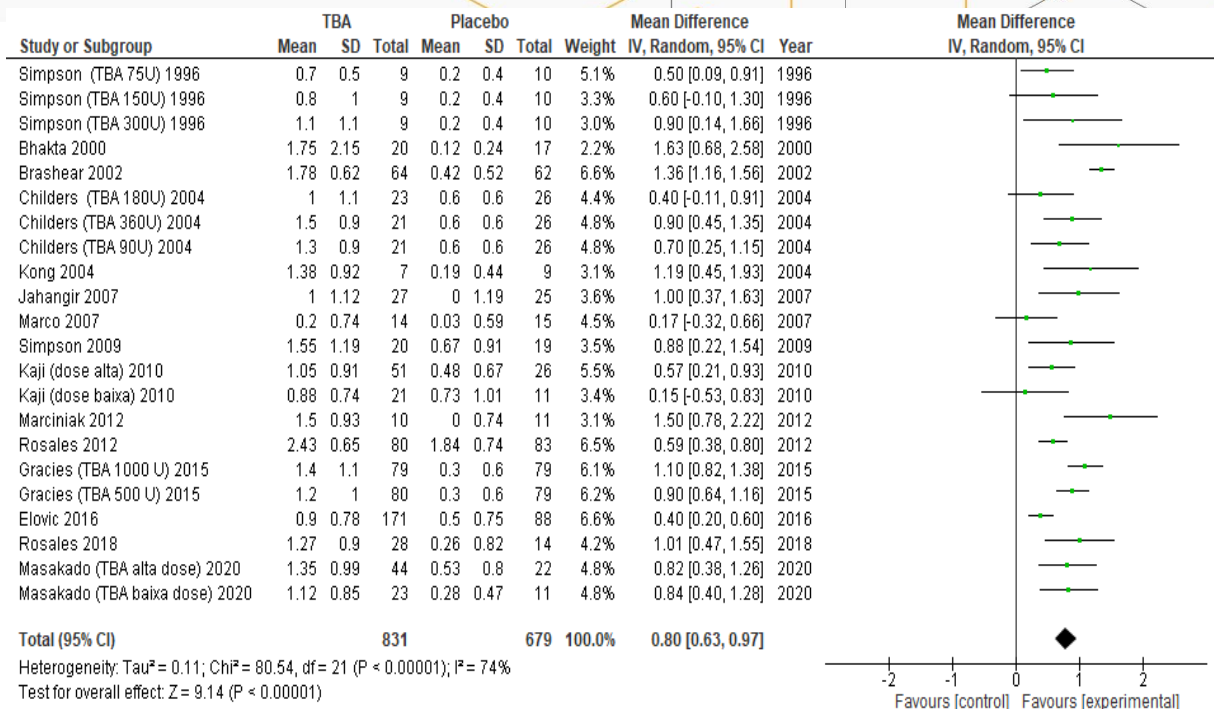 TBA Placebo Mean Difference Mean Difference
Study or Subgroup Mean SD Total Mean SD Total Weight IV, Random, 95% CI Year IV, Random, 95% CI
Simpson (TBA 75U) 1996 0.7 0.5 9 0.2 0.4 10 5.1% 0.50 [0.09, 0.91] 1996
Simpson (TBA 150U) 1996 0.8 1 9 0.2 0.4 10 3.3% 0.60 [-0.10, 1.30] 1996
Simpson (TBA 300U) 1996 1.1 1.1 9 0.2 0.4 10 3.0% 0.90 [0.14, 1.66] 1996
Bhakta 2000 1.75 2.15 20 0.12 0.24 17 2.2% 1.63 [0.68, 2.58] 2000
Brashear 2002 1.78 0.62 64 0.42 0.52 62 6.6% 1.36 [1.16, 1.56] 2002
Childers (TBA 180U) 2004 1 1.1 23 0.6 0.6 26 4.4% 0.40 [-0.11, 0.91] 2004
Childers (TBA 360U) 2004 1.5 0.9 21 0.6 0.6 26 4.8% 0.90 [0.45, 1.35] 2004
Childers (TBA 90U) 2004 1.3 0.9 21 0.6 0.6 26 4.8% 0.70 [0.25, 1.15] 2004
Kong 2004 1.38 0.92 7 0.19 0.44 9 3.1% 1.19 [0.45, 1.93] 2004
Jahangir 2007 1 1.12 27 0 1.19 25 3.6% 1.00 [0.37, 1.63] 2007
Marco 2007 0.2 0.74 14 0.03 0.59 15 4.5% 0.17 [-0.32, 0.66] 2007
Simpson 2009 1.55 1.19 20 0.67 0.91 19 3.5% 0.88 [0.22, 1.54] 2009
Kaji (dose alta) 2010 1.05 0.91 51 0.48 0.67 26 5.4% 0.57 [0.21, 0.93] 2010
Kaji (dose baixa) 2010 0.88 0.74 21 0.73 1.01 11 3.4% 0.15 [-0.53, 0.83] 2010
Marciniak 2012 1.5 0.93 10 0 0.74 11 3.2% 1.50 [0.78, 2.22] 2012
Rosales 2012 2.43 0.65 80 1.84 0.74 83 6.5% 0.59 [0.38, 0.80] 2012
Gracies (TBA 1000 U) 2015 1.4 1.1 79 0.3 0.6 79 6.1% 1.10 [0.82, 1.38] 2015
Gracies (TBA 500 U) 2015 1.2 1 80 0.3 0.6 79 6.2% 0.90 [0.64, 1.16] 2015
Elovic 2016 0.9 0.78 171 0.5 0.75 88 6.6% 0.40 [0.20, 0.60] 2016
Rosales 2018 1.27 0.9 28 0.26 0.82 14 4.2% 1.01 [0.47, 1.55] 2018
Masakado (TBA alta dose) 2020 1.35 0.99 44 0.53 0.8 22 4.8% 0.82 [0.38, 1.26] 2020
Masakado (TBA baixa dose) 2020 1.12 0.85 23 0.28 0.47 11 4.8% 0.84 [0.40, 1.28] 2020
Total (95% CI) 831 679 100.0% 0.80 [0.63, 0.97]
Heterogeneity: Tau² = 0.11; Chi² = 80.54, df = 21 (P < 0.00001); I² = 74%
Test for overall effect: Z = 9.14 (P < 0.00001)
-2 -1 0 1 2
Favours [control] Favours [experimental]